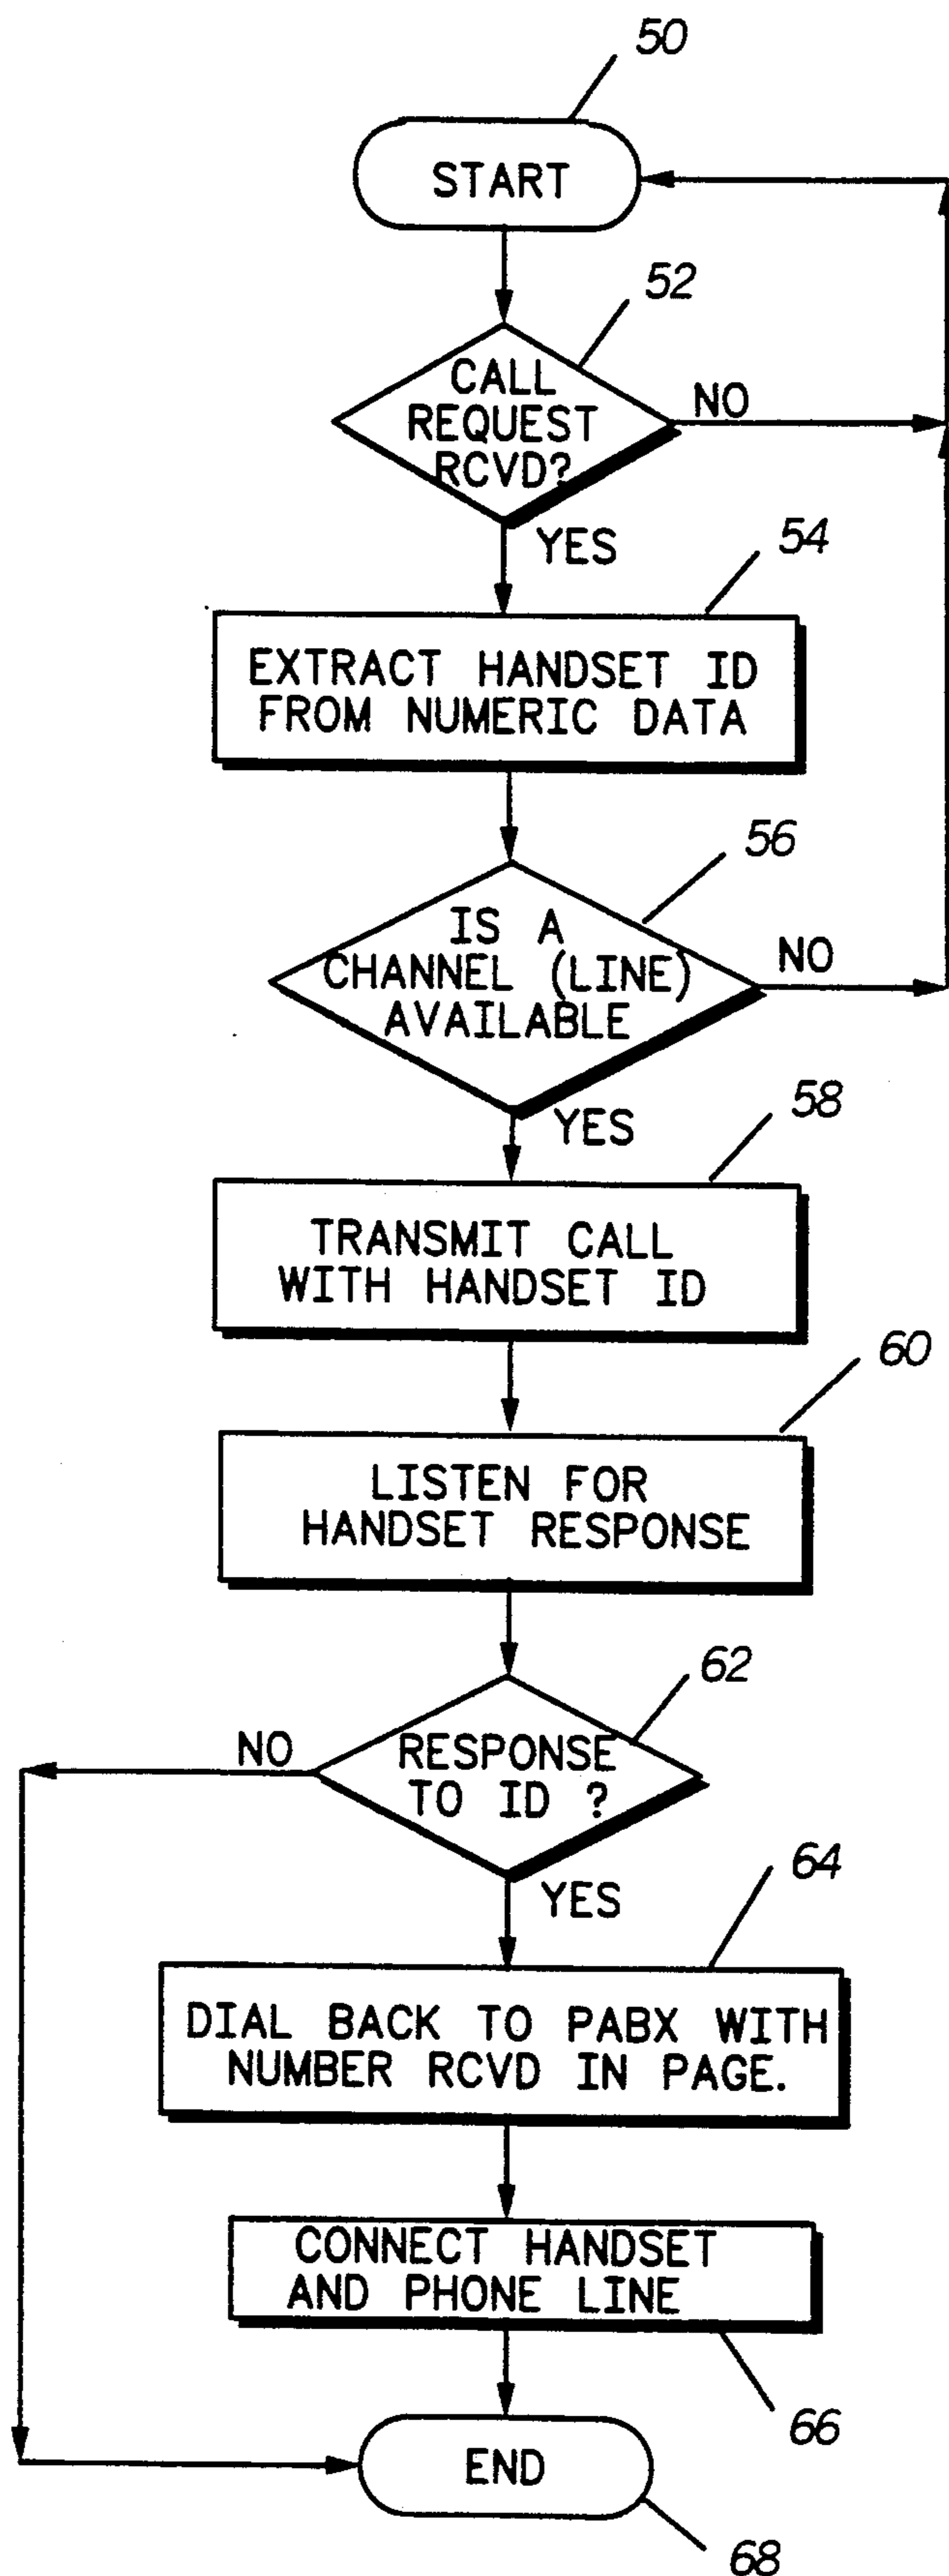 50
START
52
CALL
REQUEST
RCVD?
NO
YES
54
EXTRACT HANDSET ID
FROM NUMERIC DATA
56
IS A
CHANNEL (LINE)
AVAILABLE
NO
YES
58
TRANSMIT CALL
WITH HANDSET ID
60
LISTEN FOR
HANDSET RESPONSE
62
NO
RESPONSE
TO ID ?
YES
64
DIAL BACK TO PABX WITH
NUMBER RCVD IN PAGE.
CONNECT HANDSET
AND PHONE LINE
66
END
68